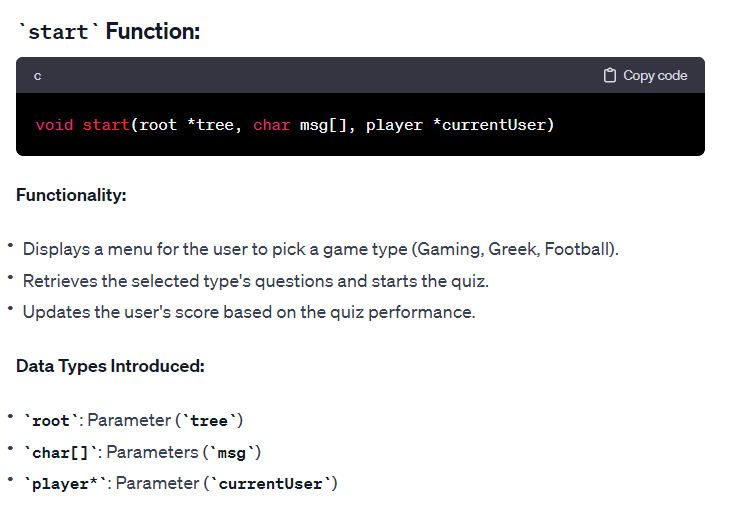 `start` Function:
c
Copy code
void start(root *tree, char msg[], player *currentUser)
Functionality:
• Displays a menu for the user to pick a game type (Gaming, Greek, Football).
• Retrieves the selected type's questions and starts the quiz.
• Updates the user's score based on the quiz performance.
Data Types Introduced:
• `root`: Parameter (`tree`)
• `char[]`: Parameters (`msg`)
• `player*`: Parameter (`currentUser`)